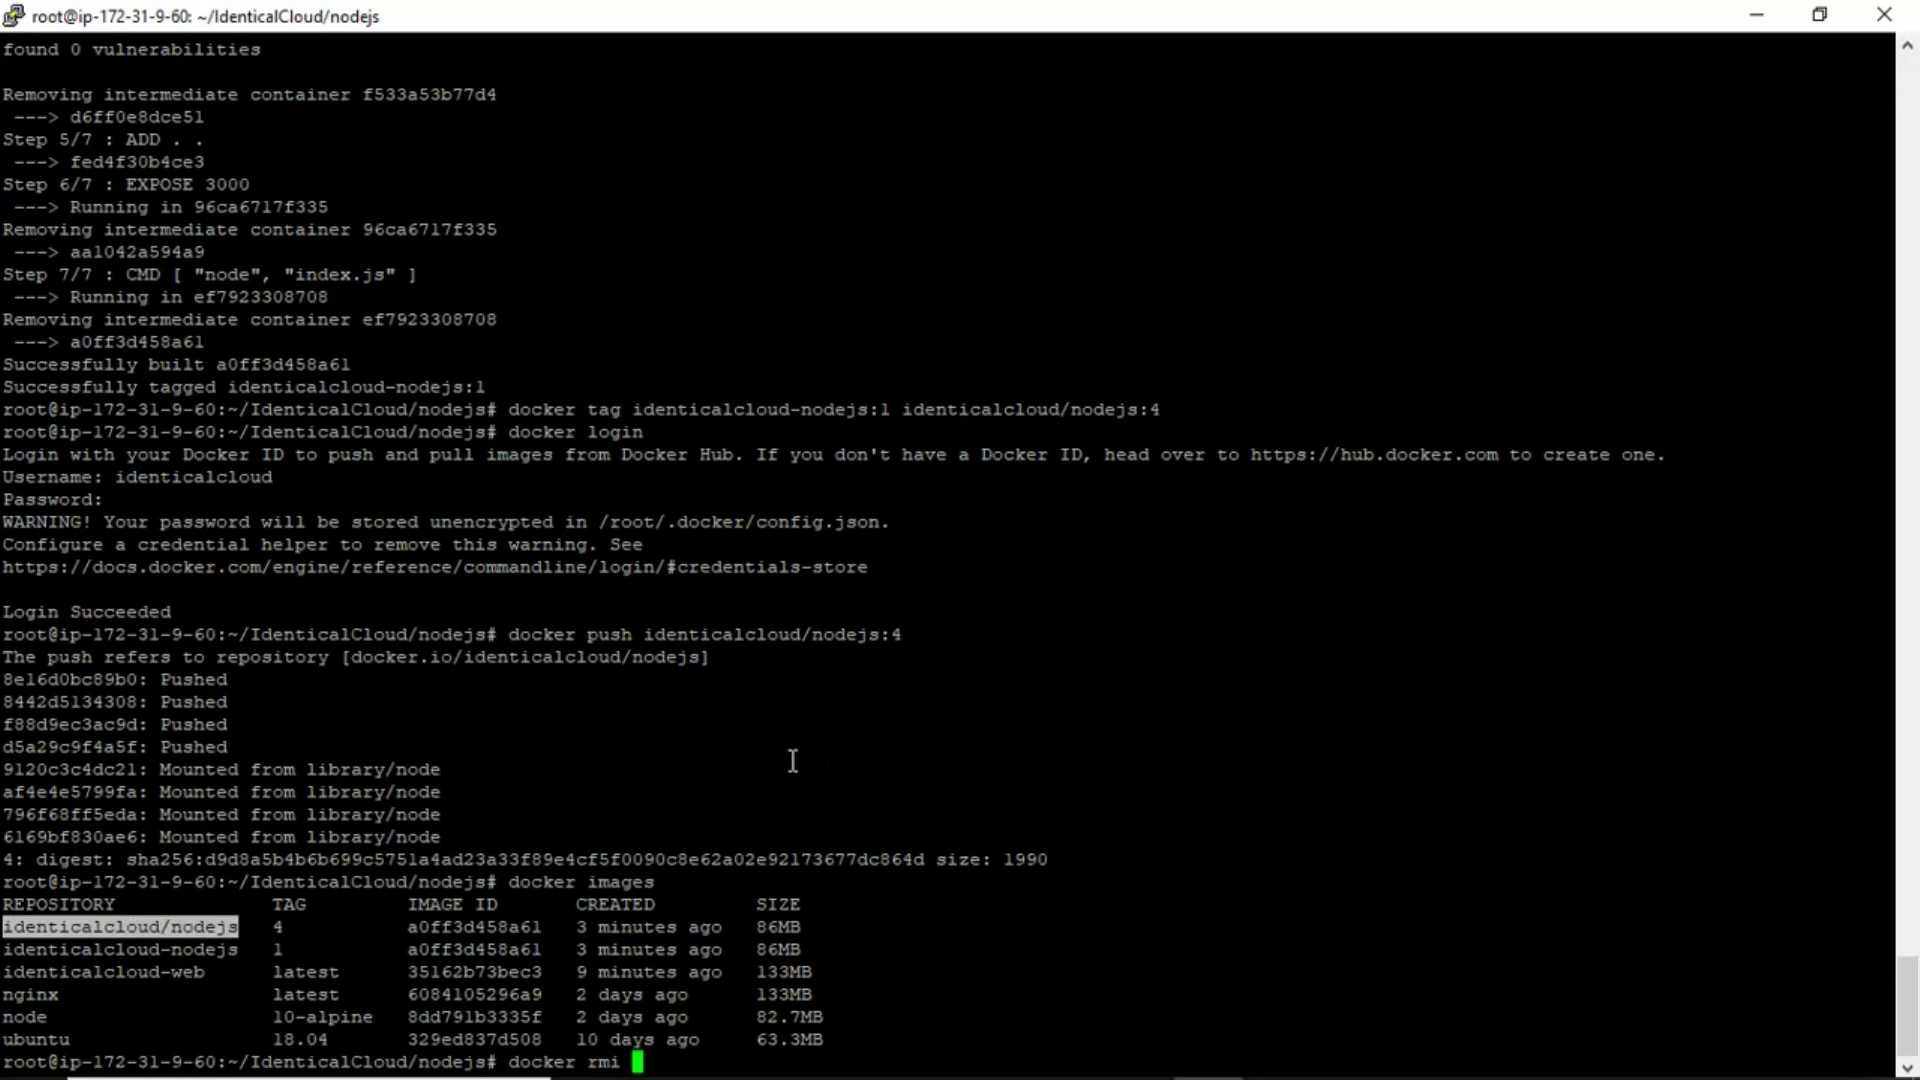 root@ip-172-31-9-60: ~/IdenticalCloud/nodejs
found 0 vulnerabilities
Removing intermediate container f533a53b77d4
 ---> d6ff0e8dce51
Step 5/7 : ADD . .
 ---> fed4f30b4ce3
Step 6/7 : EXPOSE 3000
 ---> Running in 96ca6717f335
Removing intermediate container 96ca6717f335
 ---> aa1042a594a9
Step 7/7 : CMD [ "node", "index.js" ]
 ---> Running in ef7923308708
Removing intermediate container ef7923308708
 ---> a0ff3d458a61
Successfully built a0ff3d458a61
Successfully tagged identicalcloud-nodejs:1
root@ip-172-31-9-60:~/IdenticalCloud/nodejs# docker tag identicalcloud-nodejs:1 identicalcloud/nodejs:4
root@ip-172-31-9-60:~/IdenticalCloud/nodejs# docker login
Login with your Docker ID to push and pull images from Docker Hub. If you don't have a Docker ID, head over to https://hub.docker.com to create one.
Username: identicalcloud
Password:
WARNING! Your password will be stored unencrypted in /root/.docker/config.json.
Configure a credential helper to remove this warning. See
https://docs.docker.com/engine/reference/commandline/login/#credentials-store
Login Succeeded
root@ip-172-31-9-60:~/IdenticalCloud/nodejs# docker push identicalcloud/nodejs:4
The push refers to repository [docker.io/identicalcloud/nodejs]
8e16d0bc89b0: Pushed
8442d5134308: Pushed
f88d9ec3ac9d: Pushed
d5a29c9f4a5f: Pushed
9120c3c4dc21: Mounted from library/node
af4e4e5799fa: Mounted from library/node
796f68ff5eda: Mounted from library/node
6169bf830ae6: Mounted from library/node
4: digest: sha256:d9d8a5b4b6b699c5751a4ad23a33f89e4cf5f0090c8e62a02e92173677dc864d size: 1990
root@ip-172-31-9-60:~/IdenticalCloud/nodejs# docker images
REPOSITORY TAG IMAGE ID CREATED SIZE
identicalcloud/nodejs 4 a0ff3d458a61 3 minutes ago 86MB
identicalcloud-nodejs 1 a0ff3d458a61 3 minutes ago 86MB
identicalcloud-web latest 35162b73bec3 9 minutes ago 133MB
nginx latest 6084105296a9 2 days ago 133MB
node 10-alpine 8dd791b3335f 2 days ago 82.7MB
ubuntu 18.04 329ed837d508 10 days ago 63.3MB
root@ip-172-31-9-60:~/IdenticalCloud/nodejs# docker rmi